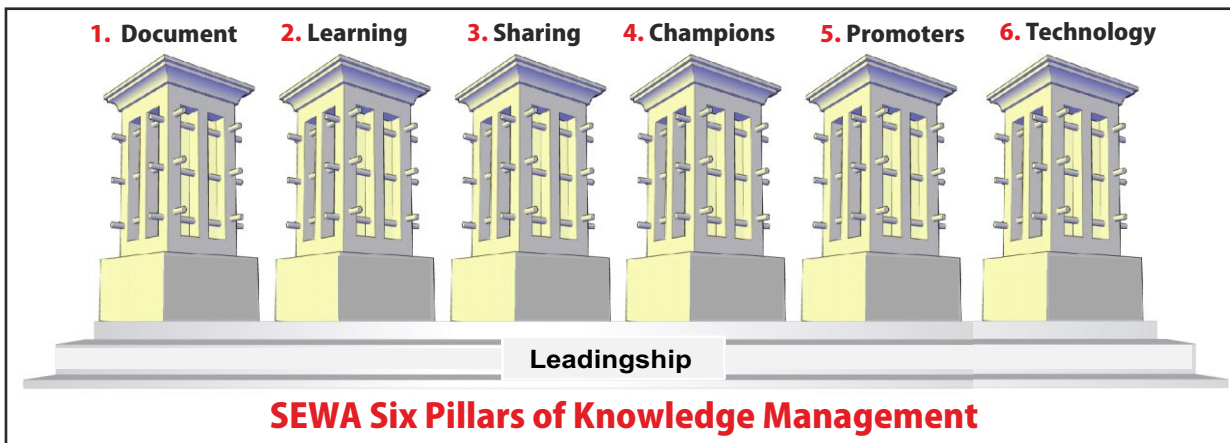 1. Document 2. Learning 3. Sharing 4. Champions 5. Promoters 6. Technology
Leadingship
SEWA Six Pillars of Knowledge Management